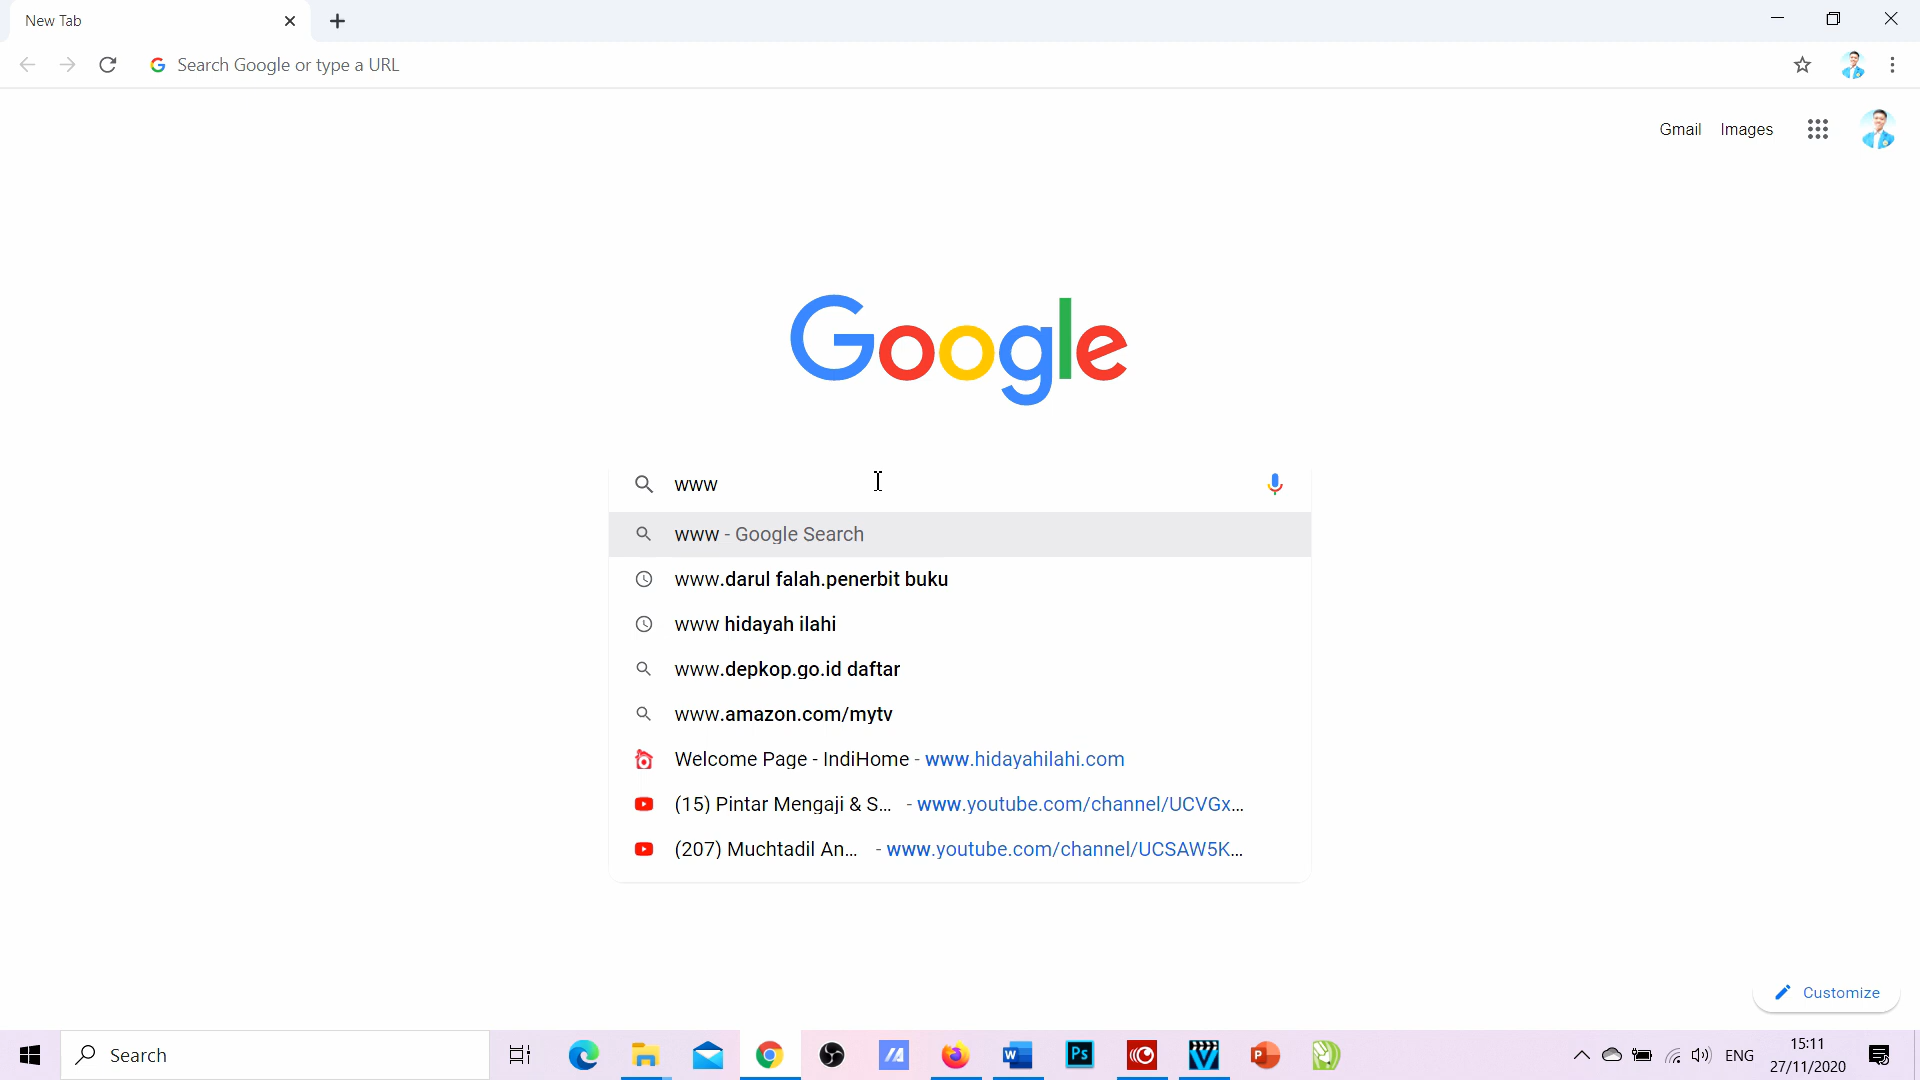 New Tab
Search Google or type a URL
Gmail Images
Google
www
www - Google Search
www.darul falah.penerbit buku
www hidayah ilahi
www.depkop.go.id daftar
www.amazon.com/mytv
Welcome Page - IndiHome - www.hidayahilahi.com
(15) Pintar Mengaji & S... - www.youtube.com/channel/UCVGx...
(207) Muchtadil An... - www.youtube.com/channel/UCSAW5K...
Customize
Search
W
Ps
P
ENG
15:11
27/11/2020